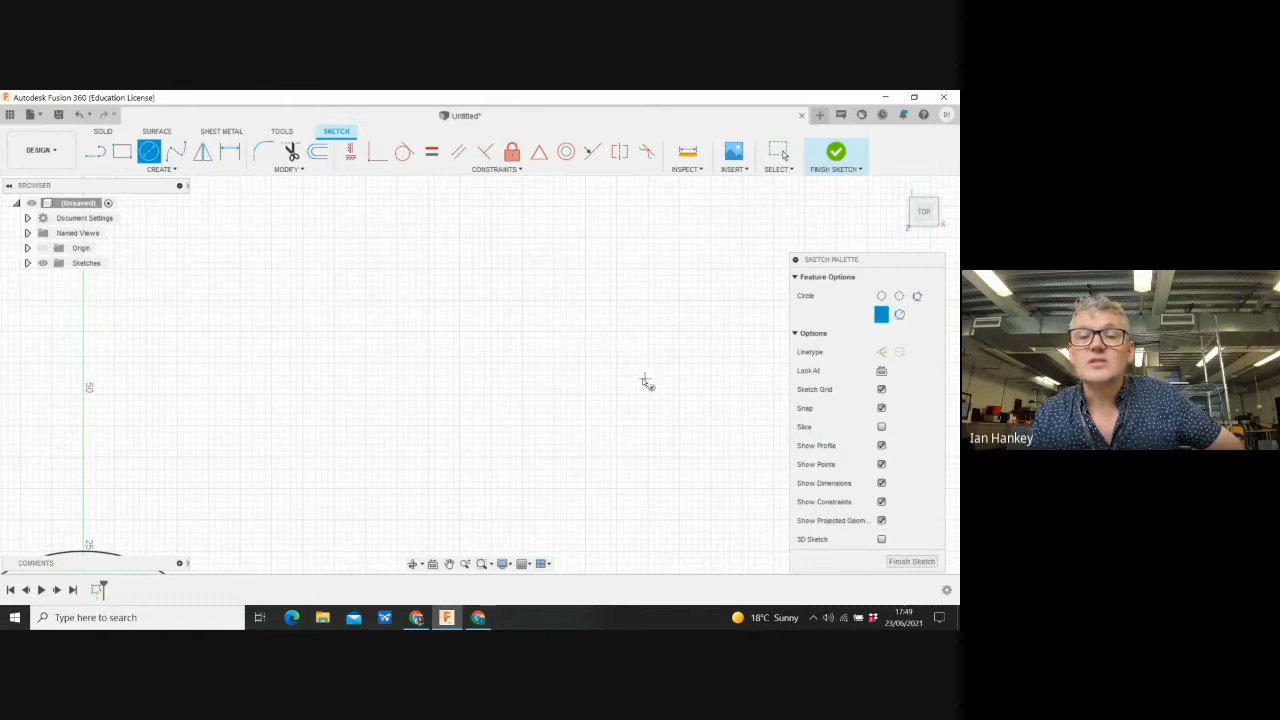 Autodesk Fusion 360 (Education License)
Untitled*
IH
SOLID SURFACE SHEET METAL TOOLS SKETCH
DESIGN
CREATE MODIFY CONSTRAINTS INSPECT INSERT SELECT FINISH SKETCH
BROWSER
(Unsaved)
Document Settings
Named Views
Origin
Sketches
TOP
X
Z
SKETCH PALETTE
Feature Options
Circle
Options
Linetype
Look At
Sketch Grid
Snap
Slice
Show Profile
Show Points
Show Dimensions
Show Constraints
Show Projected Geom...
3D Sketch
Finish Sketch
50
25
COMMENTS
Type here to search
18°C Sunny
17:49
23/06/2021
Ian Hankey